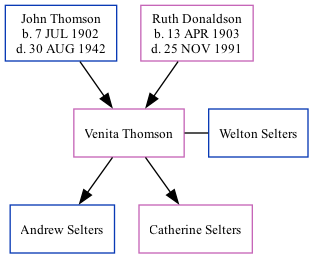 John Thomson
b. 7 JUL 1902
d. 30 AUG 1942
Ruth Donaldson
b. 13 APR 1903
d. 25 NOV 1991
Venita Thomson
Welton Selters
Andrew Selters
Catherine Selters